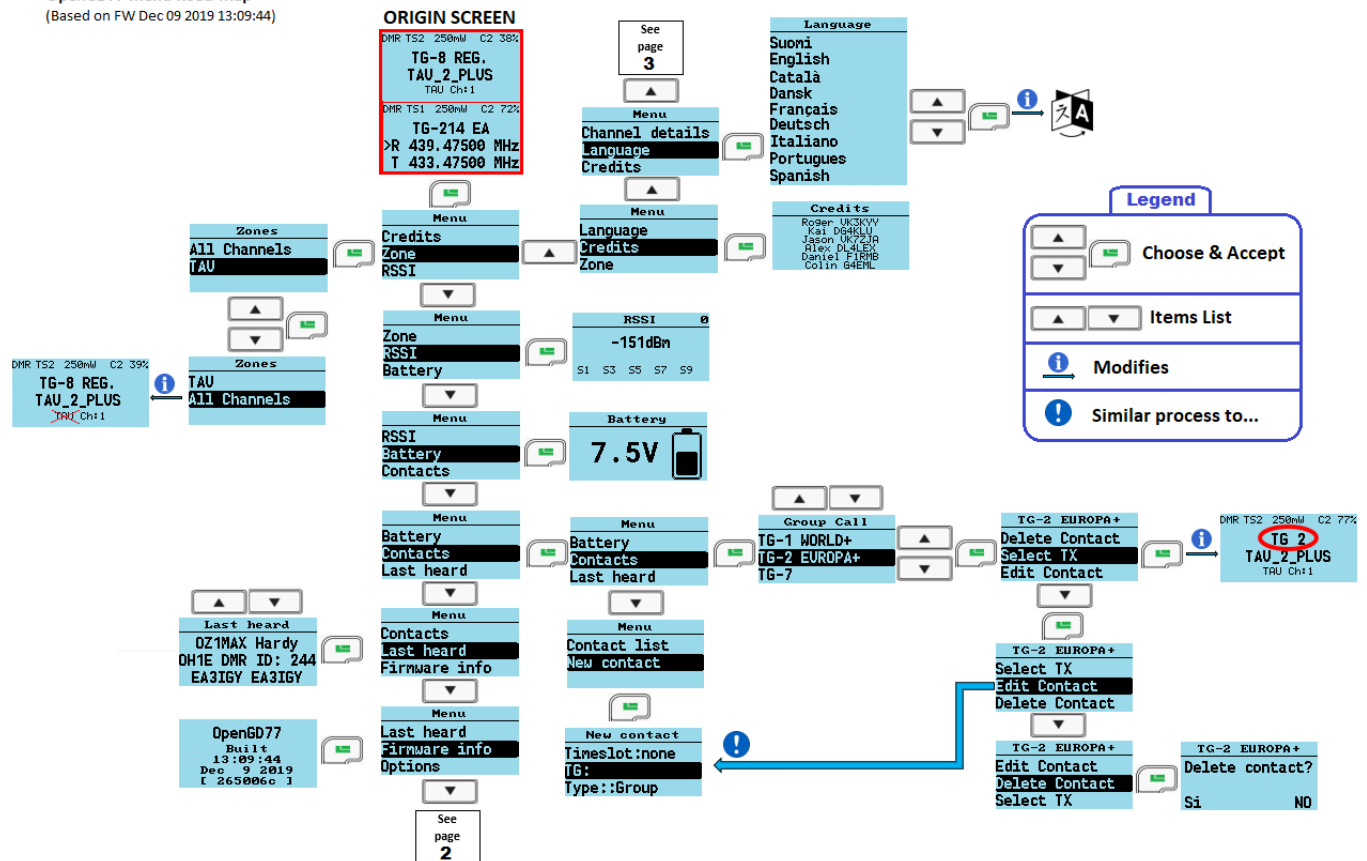 (Based on FW Dec 09 2019 13:09:44)
ORIGIN SCREEN
DMR TS2 250mW C2 38%
TG-8 REG.
TAU_2_PLUS
TAU Ch:1
DMR TS1 250mW C2 72%
TG-214 EA
>R 439.47500 MHz
T 433.47500 MHz
See
page
3
Menu
Channel details
Language
Credits
Language
Suomi
English
Català
Dansk
Français
Deutsch
Italiano
Portugues
Spanish
Legend
Choose & Accept
Items List
Modifies
Similar process to...
Zones
All Channels
TAU
Menu
Credits
Zone
RSSI
Menu
Language
Credits
Zone
Credits
Roger VK3KYY
Kai DG4KLU
Jason VK7ZJA
Alex DL4LEX
Daniel F1RMB
Colin G4EML
Zones
TAU
All Channels
DMR TS2 250mW C2 39%
TG-8 REG.
TAU_2_PLUS
TAU Ch:1
Menu
Zone
RSSI
Battery
RSSI 0
-151dBm
S1 S3 S5 S7 S9
Menu
RSSI
Battery
Contacts
Battery
7.5V
Menu
Battery
Contacts
Last heard
Menu
Battery
Contacts
Last heard
Group Call
TG-1 WORLD+
TG-2 EUROPA+
TG-7
TG-2 EUROPA+
Delete Contact
Select TX
Edit Contact
DMR TS2 250mW C2 77%
TG 2
TAU_2_PLUS
TAU Ch:1
Last heard
OZ1MAX Hardy
OH1E DMR ID: 244
EA3IGY EA3IGY
Menu
Contacts
Last heard
Firmware info
Menu
Contact list
New contact
TG-2 EUROPA+
Select TX
Edit Contact
Delete Contact
OpenGD77
Built
13:09:44
Dec 9 2019
[ 265006c ]
Menu
Last heard
Firmware info
Options
New contact
Timeslot:none
TG:
Type::Group
TG-2 EUROPA+
Edit Contact
Delete Contact
Select TX
TG-2 EUROPA+
Delete contact?
Si NO
See
page
2